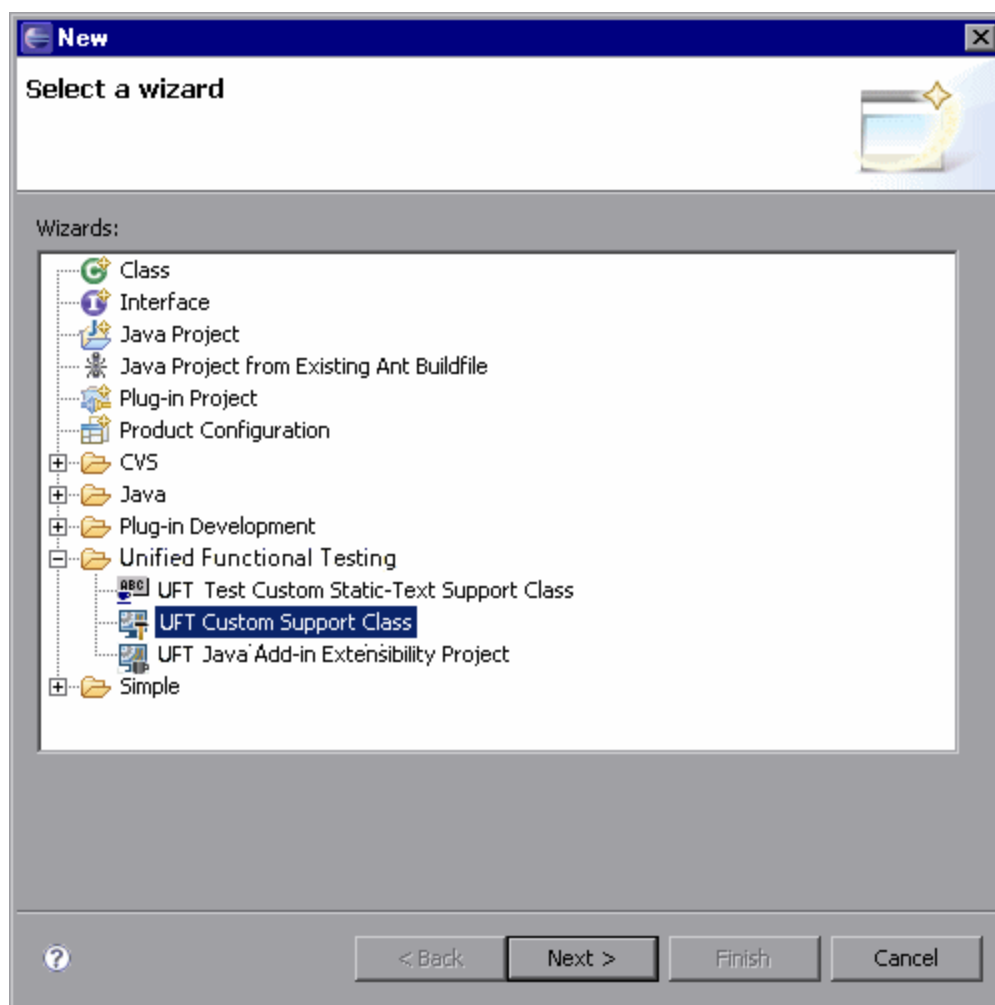 New
Select a wizard
Wizards:
Class
Interface
Java Project
Java Project from Existing Ant Buildfile
Plug-in Project
Product Configuration
CVS
Java
Plug-in Development
Unified Functional Testing
ABC UFT Test Custom Static-Text Support Class
UFT Custom Support Class
UFT Java Add-in Extensibility Project
Simple
? < Back Next > Finish Cancel